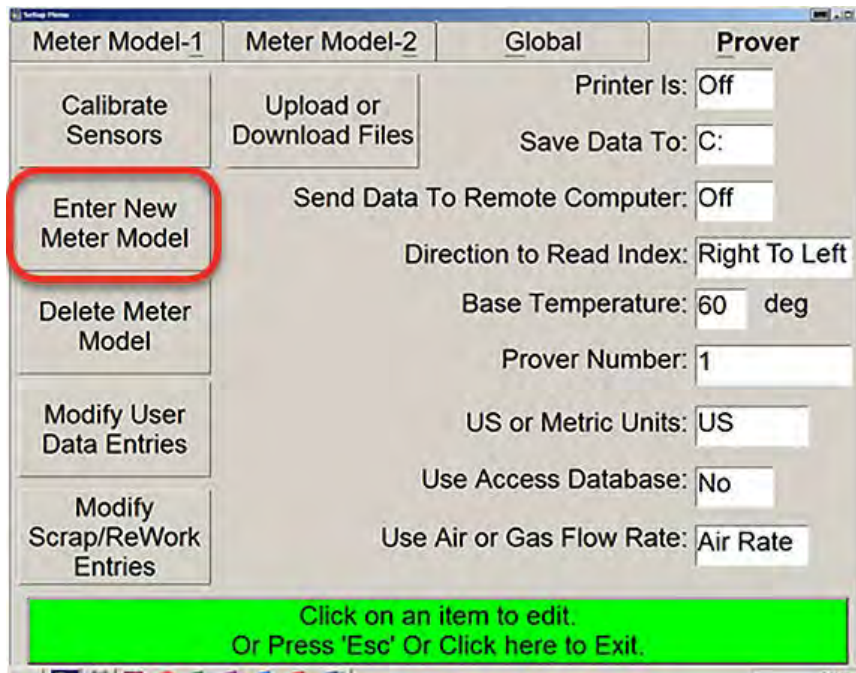 Setup Menu
Meter Model-1 Meter Model-2 Global Prover
Calibrate
Sensors
Upload or
Download Files
Printer Is: Off
Save Data To: C:
Enter New
Meter Model
Send Data To Remote Computer: Off
Direction to Read Index: Right To Left
Delete Meter
Model
Base Temperature: 60 deg
Prover Number: 1
Modify User
Data Entries
US or Metric Units: US
Use Access Database: No
Modify
Scrap/ReWork
Entries
Use Air or Gas Flow Rate: Air Rate
Click on an item to edit.
Or Press 'Esc' Or Click here to Exit.